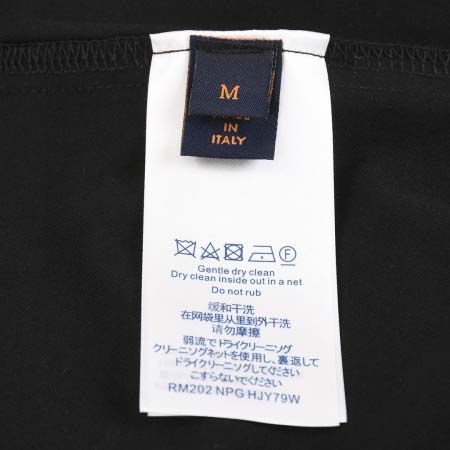 M
IN
ITALY
F
Gentle dry clean
Dry clean inside out in a net
Do not rub
缓和干洗
在网袋里从里到外干洗
请勿摩擦
弱流でドライクリーニング
クリーニングネットを使用し、裏返して
ドライクリーニングしてください
こすらないでください
RM202 NPG HJY79W